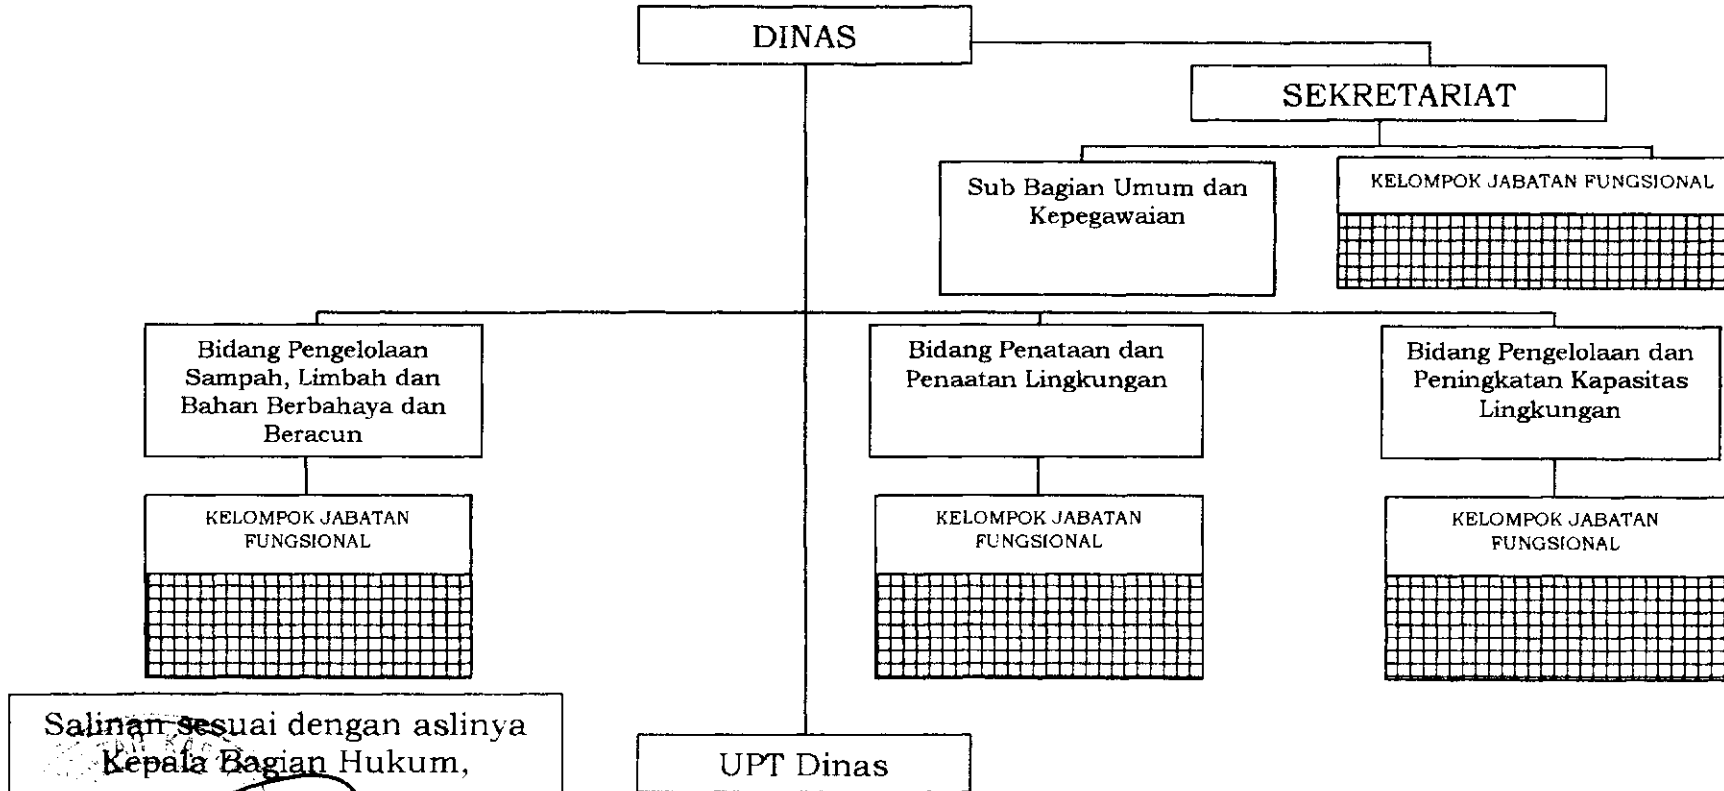 DINAS
SEKRETARIAT
Sub Bagian Umum dan
Kepegawaian
KELOMPOK JABATAN FUNGSIONAL
Bidang Pengelolaan
Sampah, Limbah dan
Bahan Berbahaya dan
Beracun
Bidang Penataan dan
Penaatan Lingkungan
Bidang Pengelolaan dan
Peningkatan Kapasitas
Lingkungan
KELOMPOK JABATAN
FUNGSIONAL
KELOMPOK JABATAN
FUNGSIONAL
KELOMPOK JABATAN
FUNGSIONAL
Salinan sesuai dengan aslinya
Kepala Bagian Hukum,
UPT Dinas